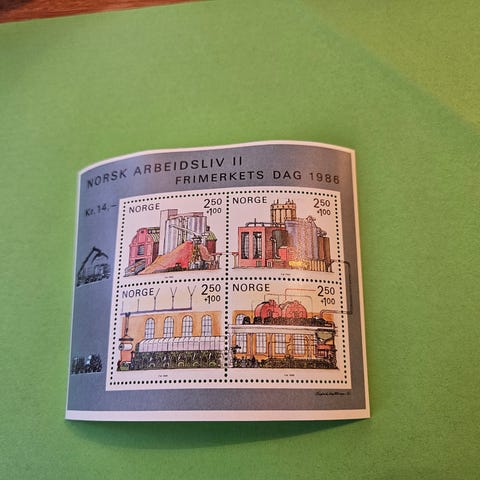 NORSK ARBEIDSLIV II
FRIMERKETS DAG 1986
Kr. 14,-
NORGE 2 50
+1 00
NORGE 2 50
+1 00
NORGE 2 50
+1 00
NORGE 2 50
+1 00